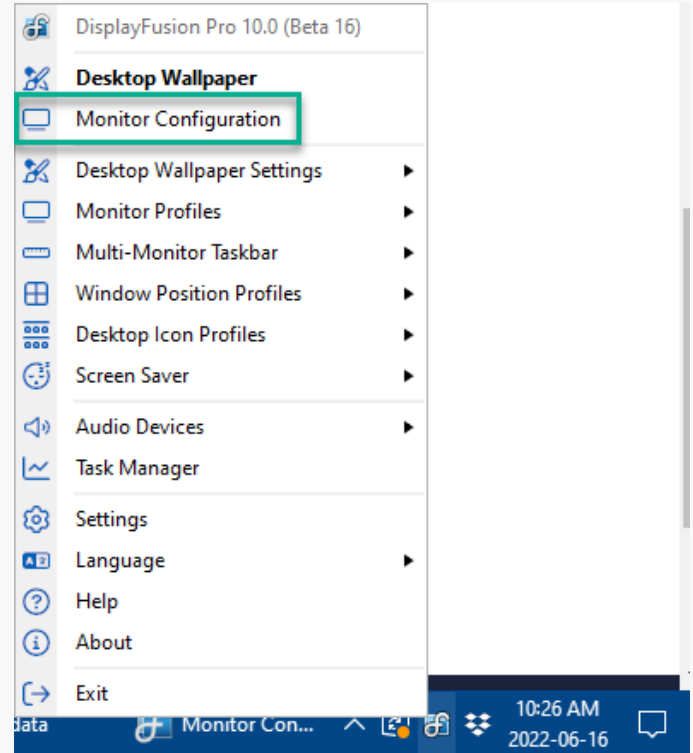 DisplayFusion Pro 10.0 (Beta 16)
Desktop Wallpaper
Monitor Configuration
Desktop Wallpaper Settings
Monitor Profiles
Multi-Monitor Taskbar
Window Position Profiles
Desktop Icon Profiles
Screen Saver
Audio Devices
Task Manager
Settings
Language
Help
About
Exit
data
Monitor Con...
10:26 AM
2022-06-16